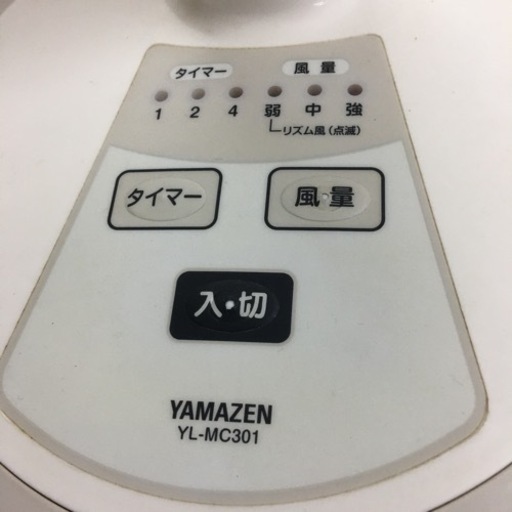 タイマー 風量
1 2 4 弱 中 強
リズム風(点滅)
タイマー 風・量
入・切
YAMAZEN
YL-MC301